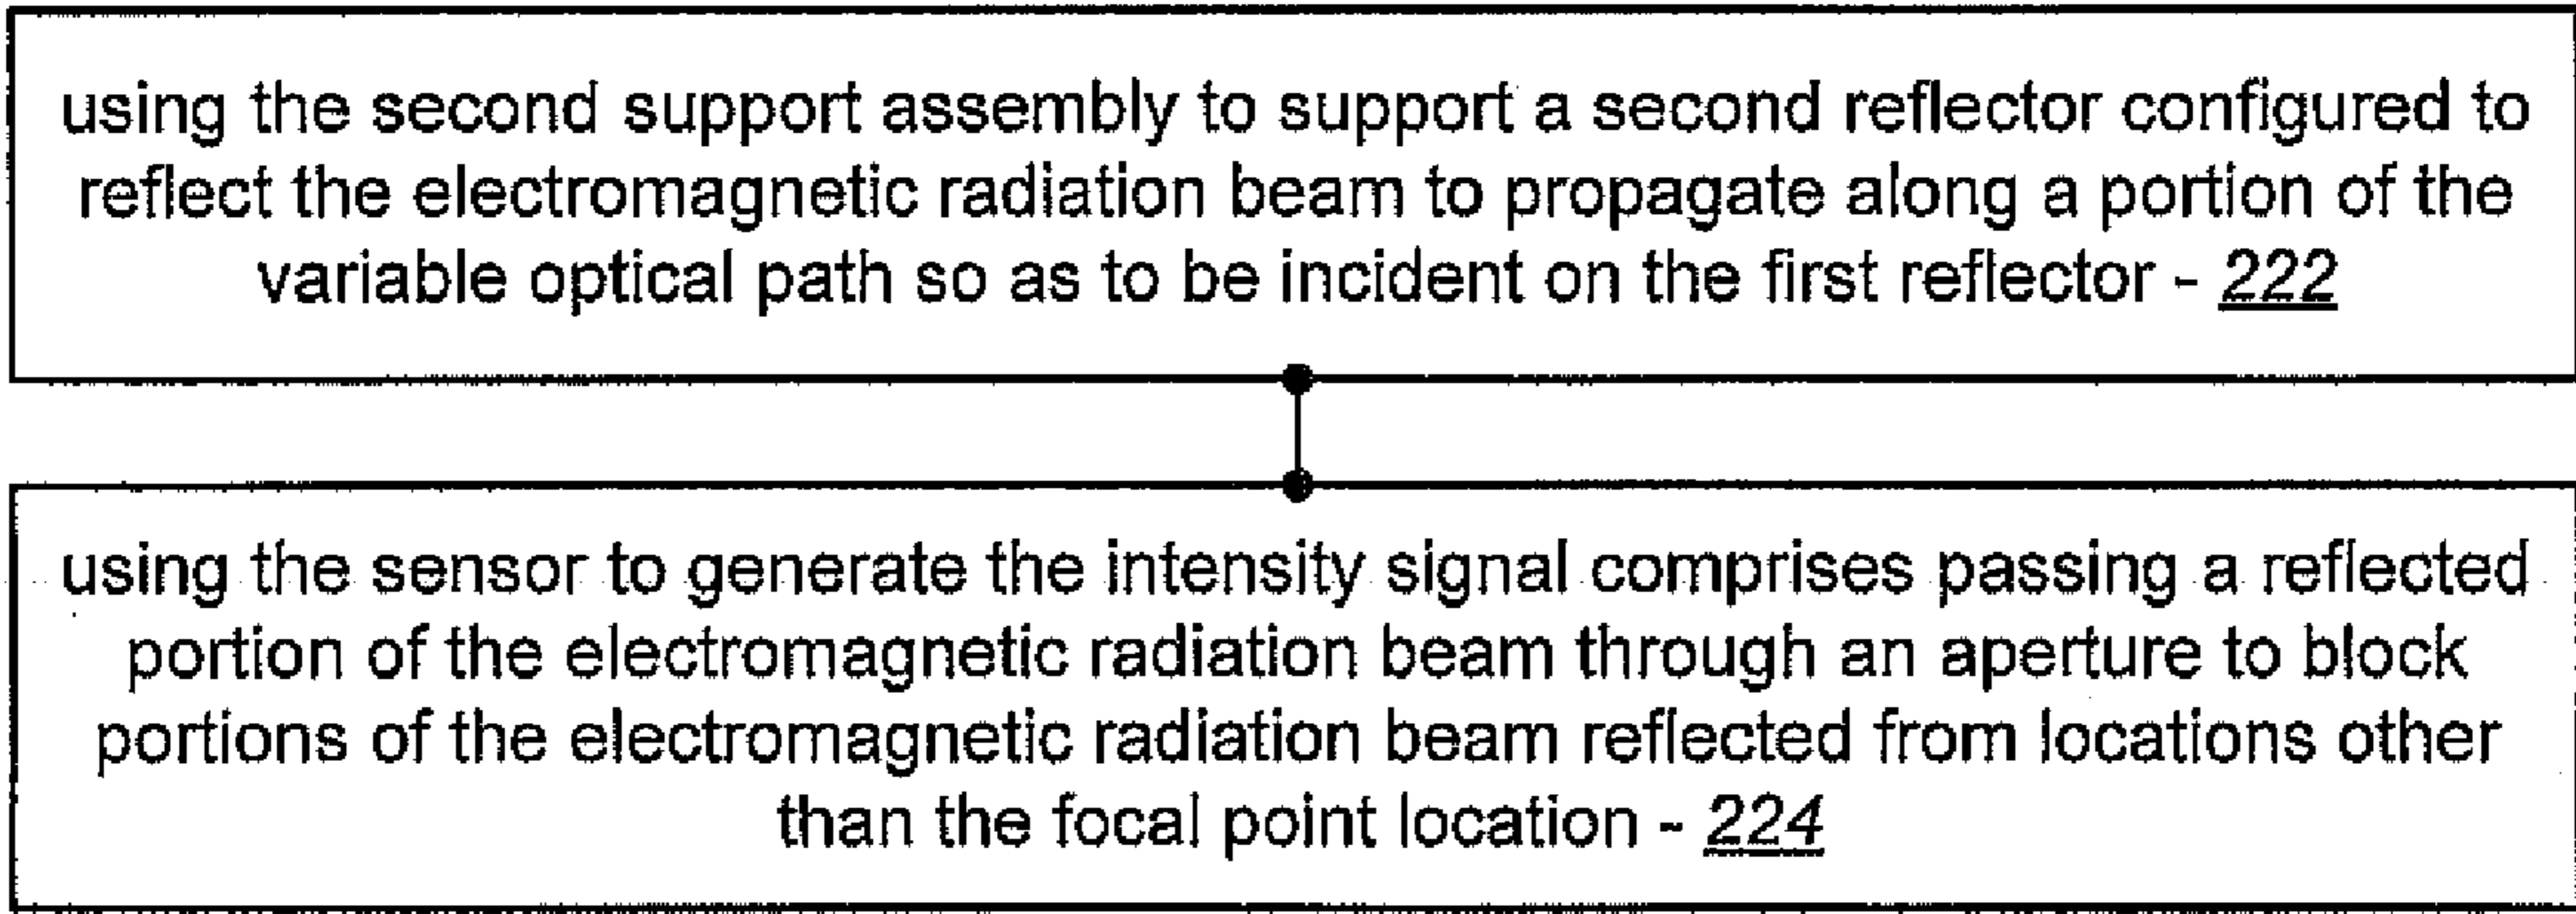 using the second support assembly to support a second reflector configured to
reflect the electromagnetic radiation beam to propagate along a portion of the
variable optical path so as to be incident on the first reflector - 222
using the sensor to generate the intensity signal comprises passing a reflected
portion of the electromagnetic radiation beam through an aperture to block
portions of the electromagnetic radiation beam reflected from locations other
than the focal point location - 224